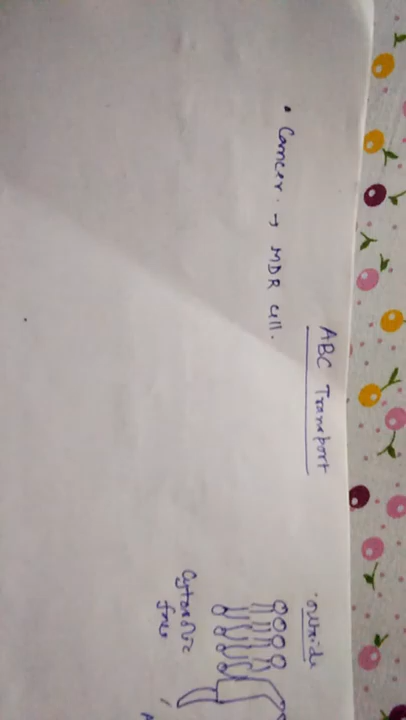 ABC Transport
• Cancer. → MDR cell.
outside
Cytosolic
face
A